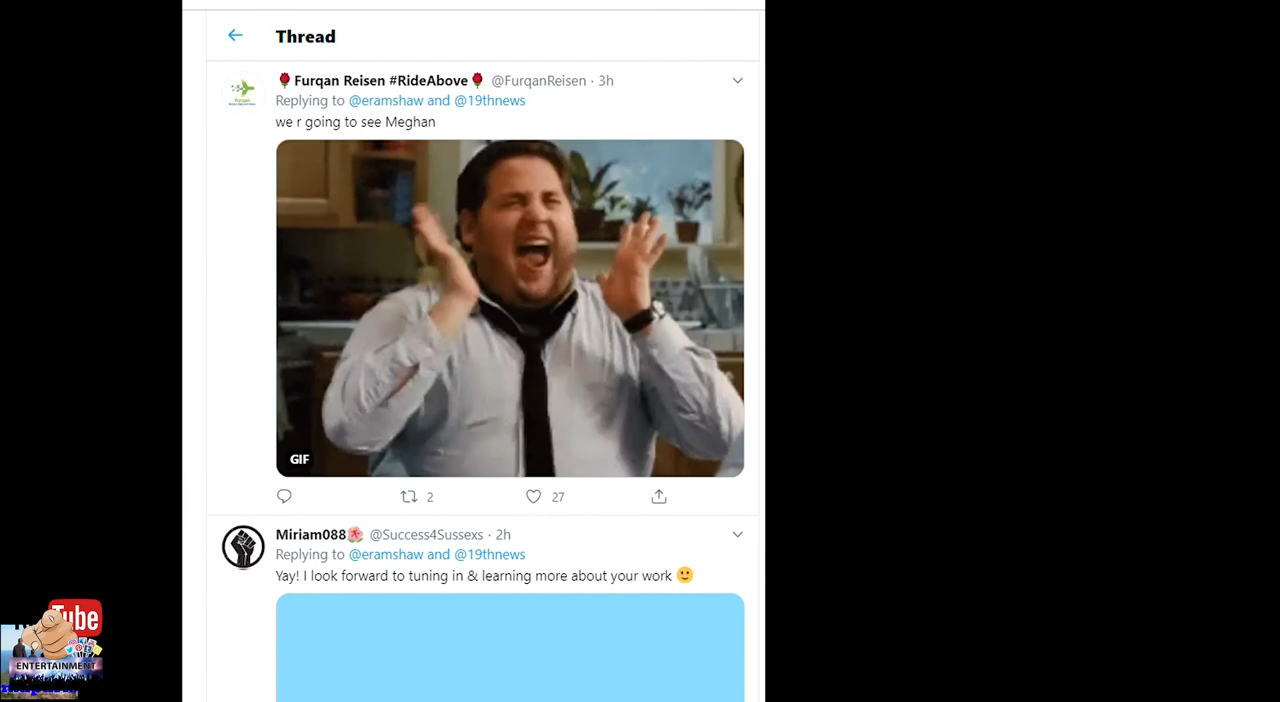 Thread
Furqan Reisen #RideAbove @FurqanReisen · 3h
Replying to @eramshaw and @19thnews
we r going to see Meghan
GIF
2 27
Miriam088 @Success4Sussexs · 2h
Replying to @eramshaw and @19thnews
Yay! I look forward to tuning in & learning more about your work
Tube
ENTERTAINMENT